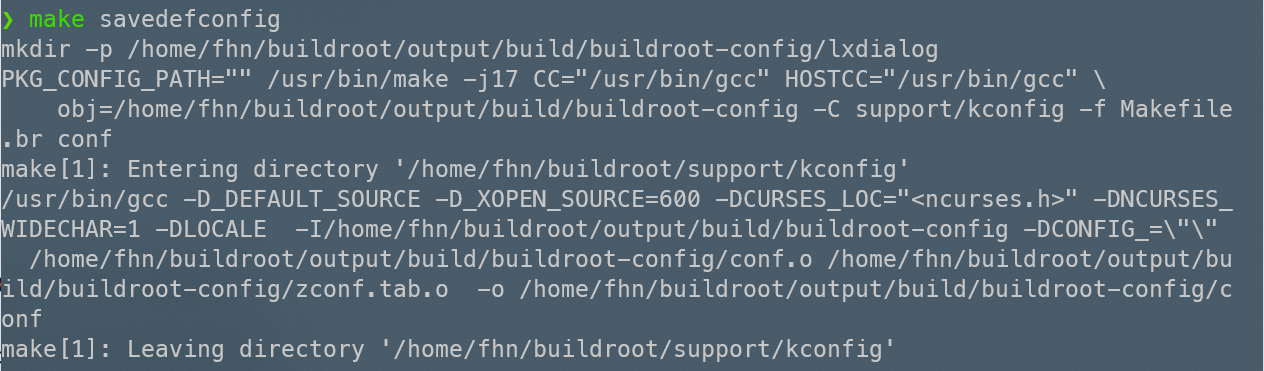 ❯ make savedefconfig
mkdir -p /home/fhn/buildroot/output/build/buildroot-config/lxdialog
PKG_CONFIG_PATH="" /usr/bin/make -j17 CC="/usr/bin/gcc" HOSTCC="/usr/bin/gcc" \
    obj=/home/fhn/buildroot/output/build/buildroot-config -C support/kconfig -f Makefile
.br conf
make[1]: Entering directory '/home/fhn/buildroot/support/kconfig'
/usr/bin/gcc -D_DEFAULT_SOURCE -D_XOPEN_SOURCE=600 -DCURSES_LOC="<ncurses.h>" -DNCURSES_
WIDECHAR=1 -DLOCALE  -I/home/fhn/buildroot/output/build/buildroot-config -DCONFIG_=\"\"
  /home/fhn/buildroot/output/build/buildroot-config/conf.o /home/fhn/buildroot/output/bu
ild/buildroot-config/zconf.tab.o  -o /home/fhn/buildroot/output/build/buildroot-config/c
onf
make[1]: Leaving directory '/home/fhn/buildroot/support/kconfig'